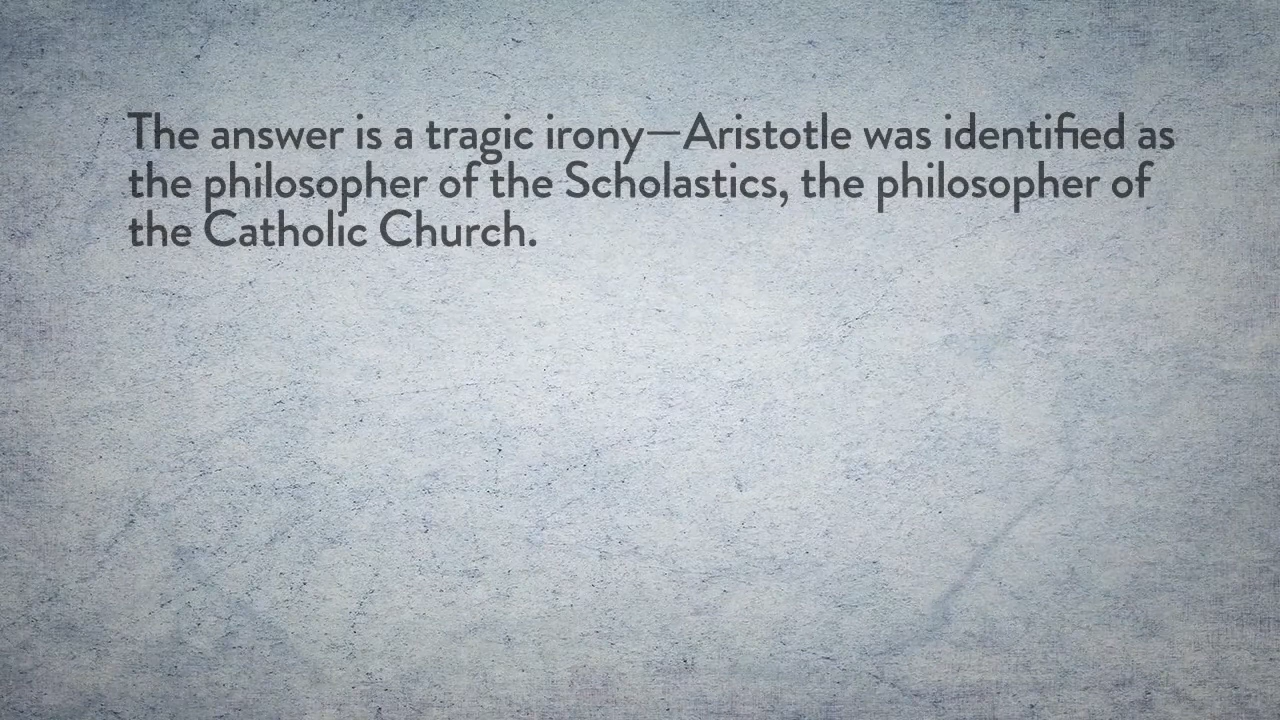 The answer is a tragic irony—Aristotle was identified as
the philosopher of the Scholastics, the philosopher of
the Catholic Church.